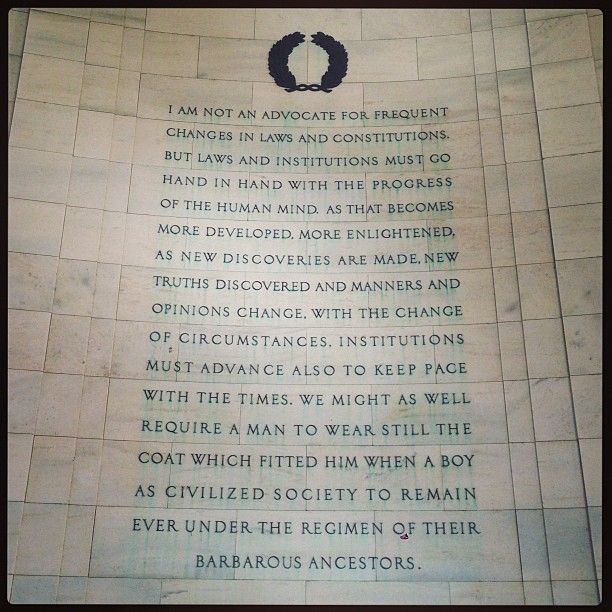 I AM NOT AN ADVOCATE FOR FREQUENT
CHANGES IN LAWS AND CONSTITUTIONS.
BUT LAWS AND INSTITUTIONS MUST GO
HAND IN HAND WITH THE PROGRESS
OF THE HUMAN MIND. AS THAT BECOMES
MORE DEVELOPED, MORE ENLIGHTENED,
AS NEW DISCOVERIES ARE MADE, NEW
TRUTHS DISCOVERED AND MANNERS AND
OPINIONS CHANGE, WITH THE CHANGE
OF CIRCUMSTANCES, INSTITUTIONS
MUST ADVANCE ALSO TO KEEP PACE
WITH THE TIMES. WE MIGHT AS WELL
REQUIRE A MAN TO WEAR STILL THE
COAT WHICH FITTED HIM WHEN A BOY
AS CIVILIZED SOCIETY TO REMAIN
EVER UNDER THE REGIMEN OF THEIR
BARBAROUS ANCESTORS.